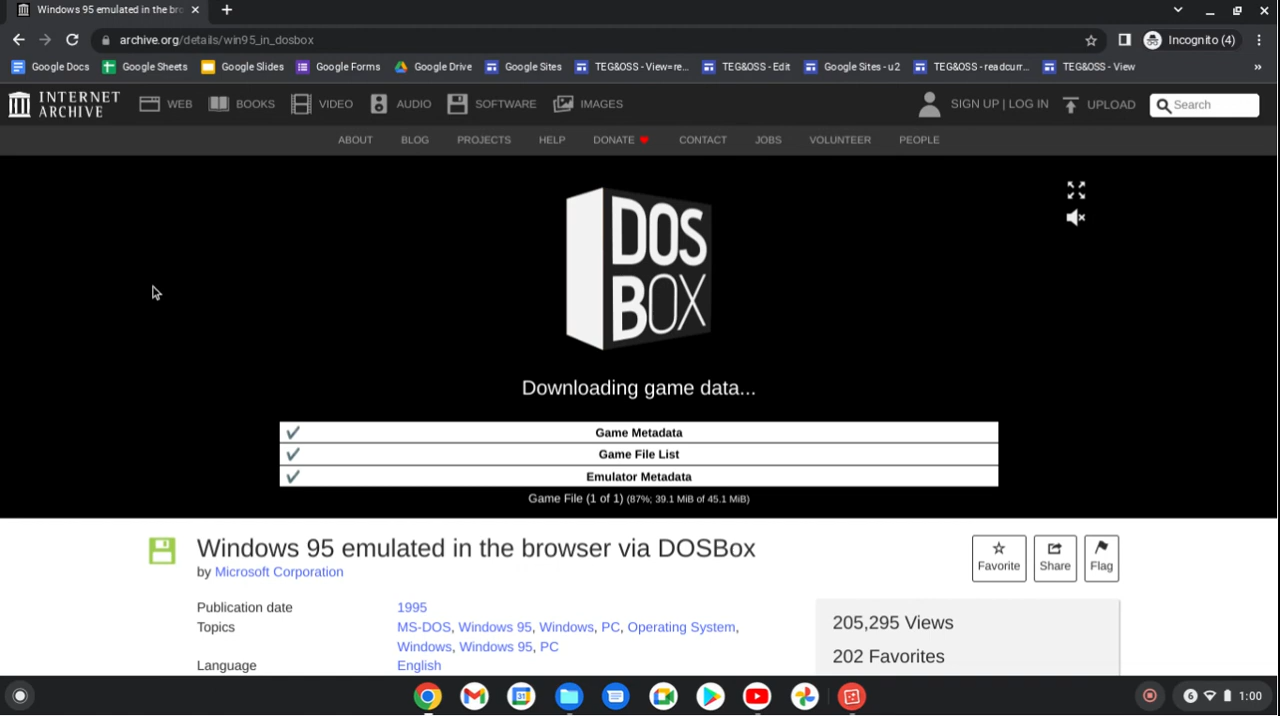 Windows 95 emulated in the bro
archive.org/details/win95_in_dosbox
Incognito (4)
Google Docs Google Sheets Google Slides Google Forms Google Drive Google Sites TEG&OSS - View=re... TEG&OSS - Edit Google Sites - u2 TEG&OSS - readcurr... TEG&OSS - View »
INTERNET ARCHIVE WEB BOOKS VIDEO AUDIO SOFTWARE IMAGES SIGN UP | LOG IN UPLOAD Search
ABOUT BLOG PROJECTS HELP DONATE CONTACT JOBS VOLUNTEER PEOPLE
DOS
BOX
Downloading game data...
Game Metadata
Game File List
Emulator Metadata
Game File (1 of 1) (87%; 39.1 MiB of 45.1 MiB)
Windows 95 emulated in the browser via DOSBox
by Microsoft Corporation
Favorite Share Flag
Publication date 1995
Topics MS-DOS, Windows 95, Windows, PC, Operating System,
Windows, Windows 95, PC
Language English
205,295 Views
202 Favorites
31
6 1:00